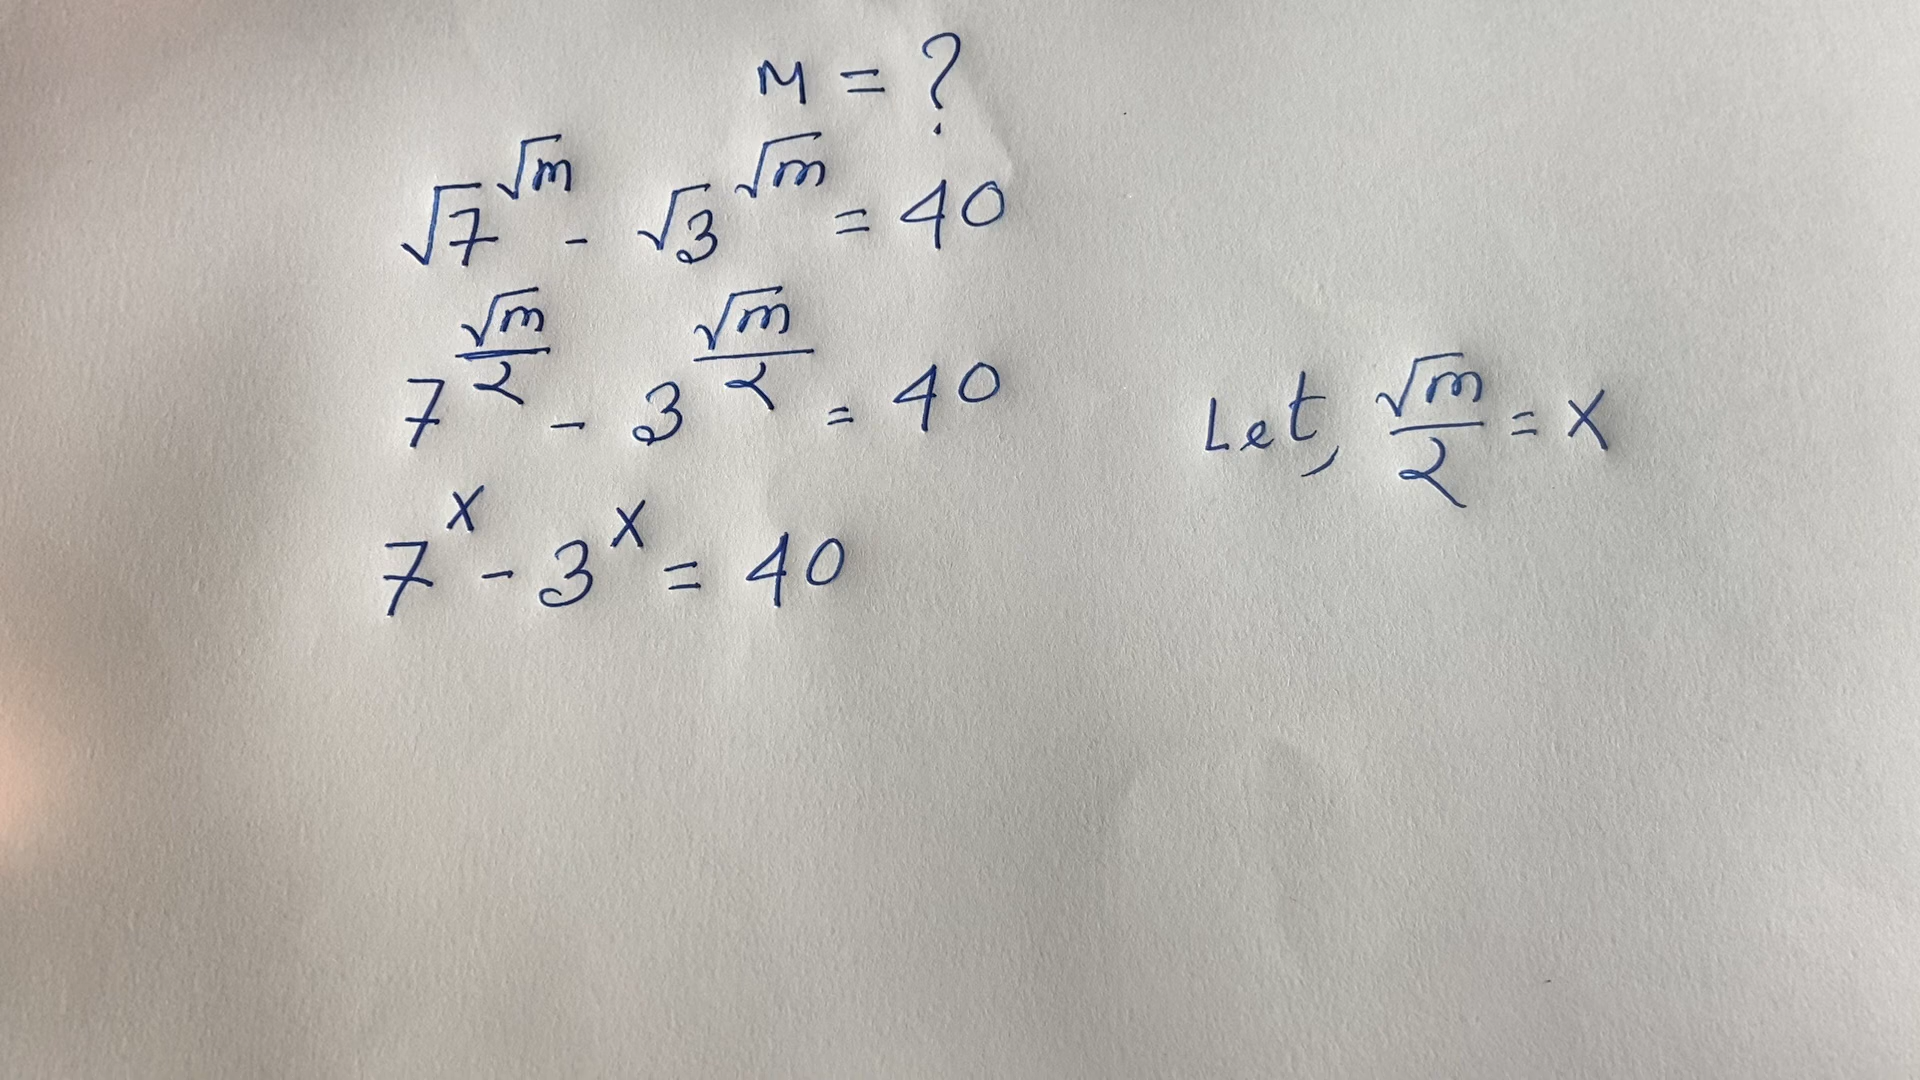 M = ?
√7^√m - √3^√m = 40
7^(√m/2) - 3^(√m/2) = 40
Let, √m/2 = x
7^x - 3^x = 40